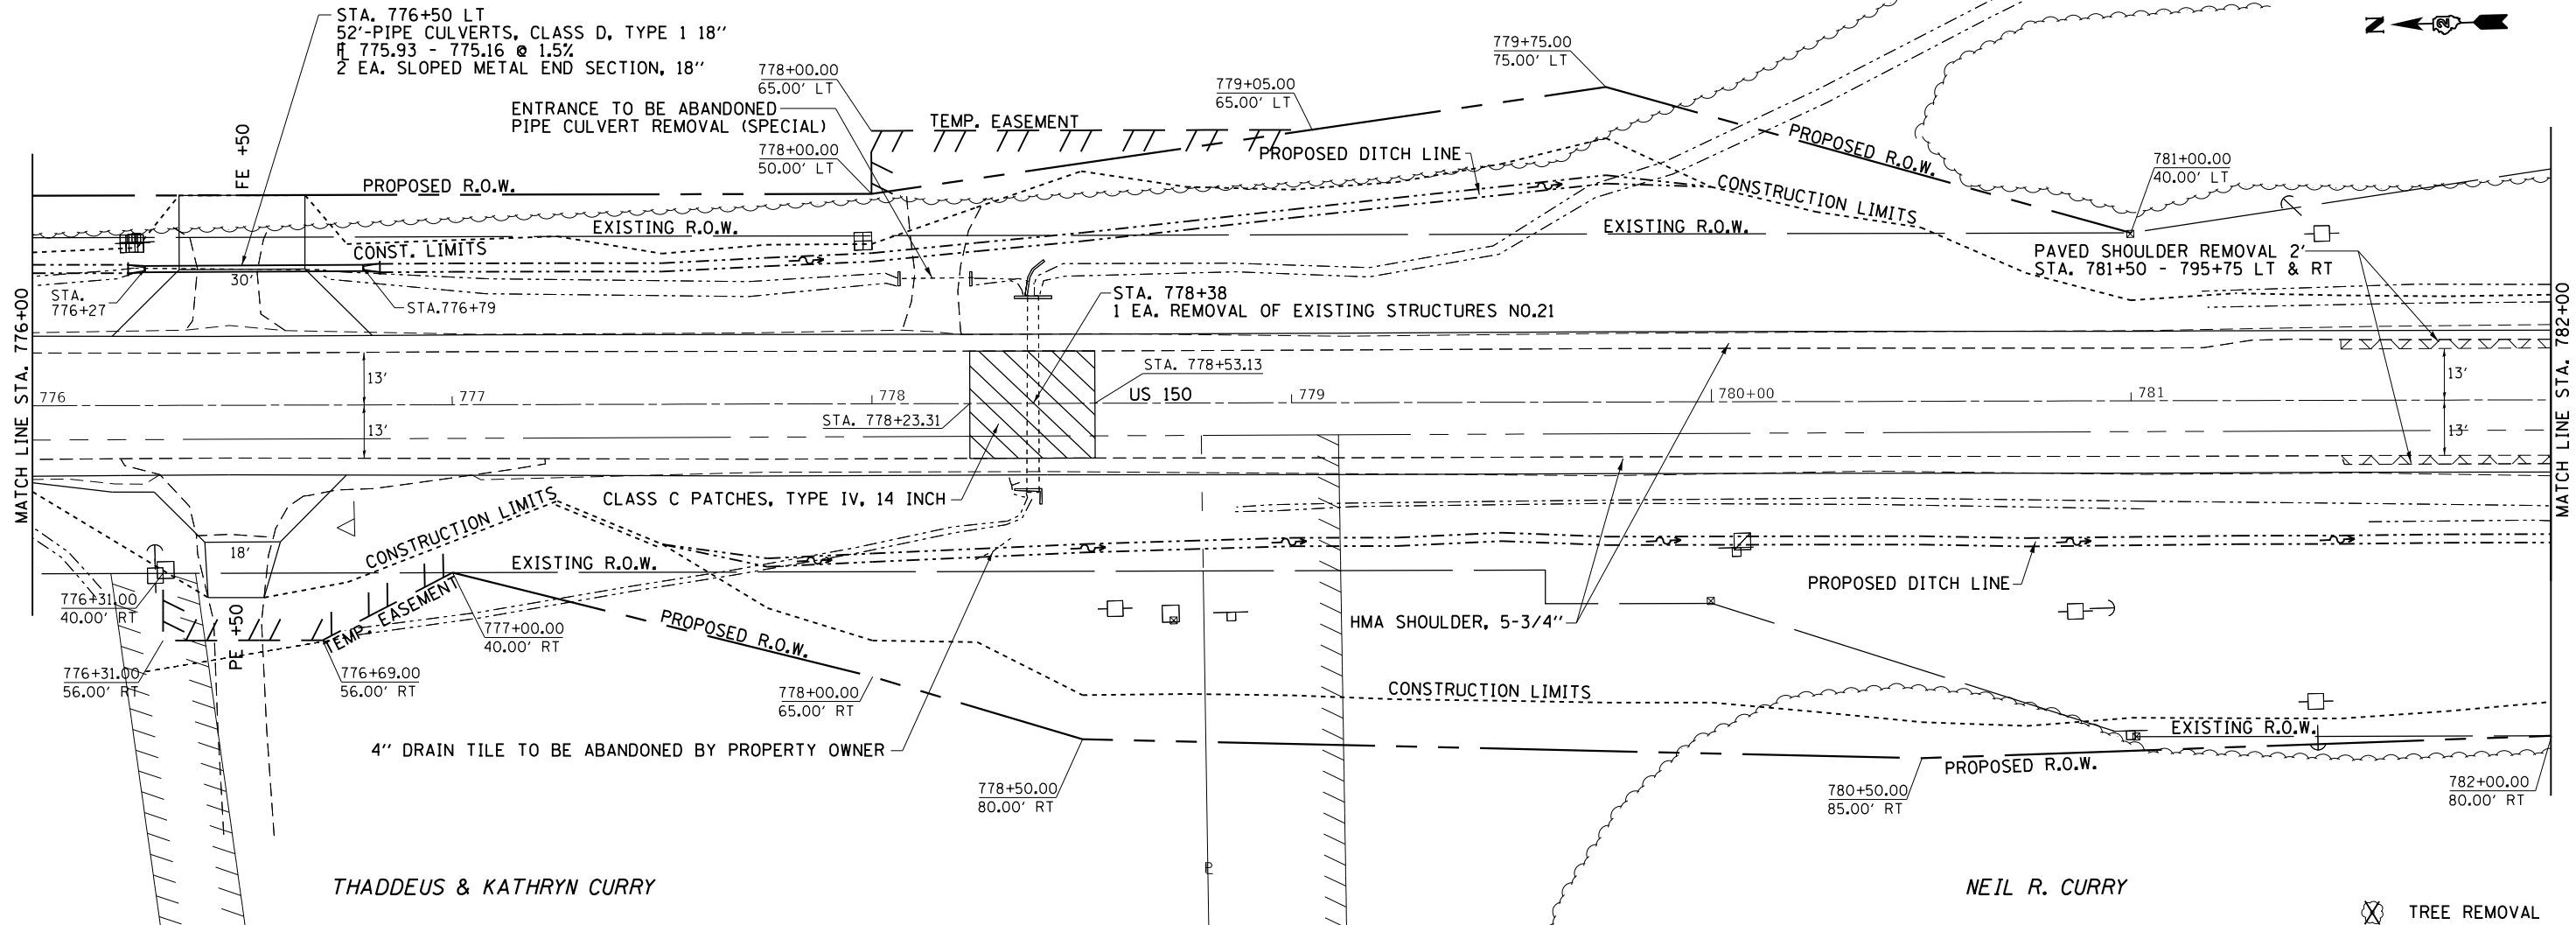 STA. 776+50 LT
52'-PIPE CULVERTS, CLASS D, TYPE 1 18"
FL 775.93 - 775.16 @ 1.5%
2 EA. SLOPED METAL END SECTION, 18"
ENTRANCE TO BE ABANDONED
PIPE CULVERT REMOVAL (SPECIAL)
778+00.00
65.00' LT
778+00.00
50.00' LT
TEMP. EASEMENT
779+05.00
65.00' LT
779+75.00
75.00' LT
N
2
FE +50
PROPOSED R.O.W.
PROPOSED DITCH LINE
PROPOSED R.O.W.
781+00.00
40.00' LT
CONSTRUCTION LIMITS
EXISTING R.O.W.
CONST. LIMITS
EXISTING R.O.W.
PAVED SHOULDER REMOVAL 2'
STA. 781+50 - 795+75 LT & RT
STA.
776+27
30'
STA.776+79
STA. 778+38
1 EA. REMOVAL OF EXISTING STRUCTURES NO.21
MATCH LINE STA. 776+00
MATCH LINE STA. 782+00
STA. 778+53.13
13'
13'
776
777
778
US 150
779
780+00
781
STA. 778+23.31
13'
13'
CLASS C PATCHES, TYPE IV, 14 INCH
CONSTRUCTION LIMITS
18'
EXISTING R.O.W.
PROPOSED DITCH LINE
776+31.00
40.00' RT
PE +50
TEMP. EASEMENT
777+00.00
40.00' RT
PROPOSED R.O.W.
HMA SHOULDER, 5-3/4"
776+31.00
56.00' RT
776+69.00
56.00' RT
778+00.00
65.00' RT
CONSTRUCTION LIMITS
EXISTING R.O.W.
4" DRAIN TILE TO BE ABANDONED BY PROPERTY OWNER
PROPOSED R.O.W.
778+50.00
80.00' RT
780+50.00
85.00' RT
782+00.00
80.00' RT
PL
THADDEUS & KATHRYN CURRY
NEIL R. CURRY
TREE REMOVAL